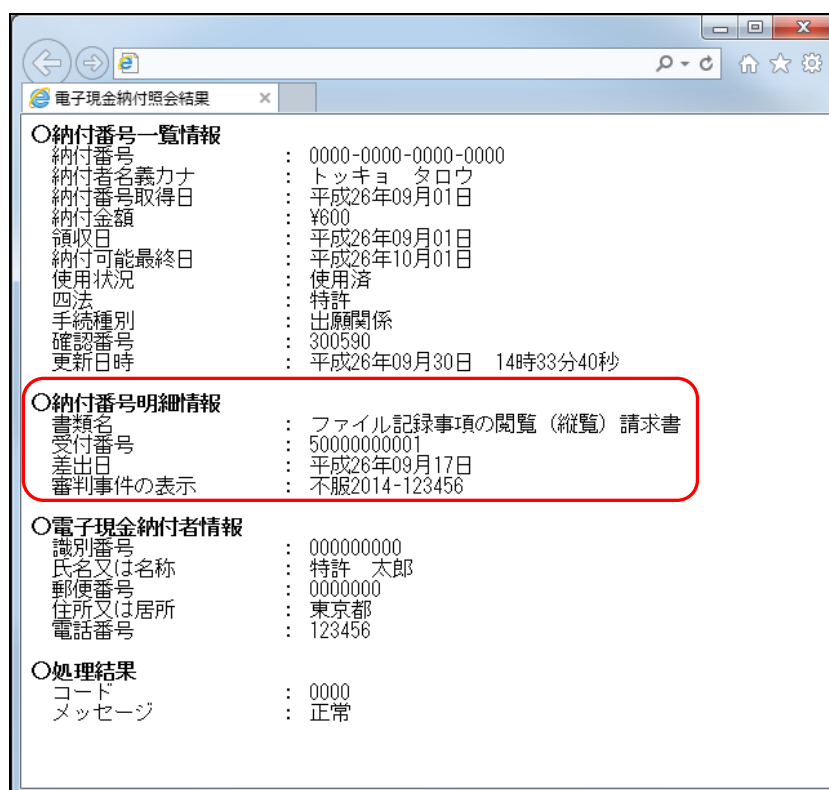 電子現金納付照会結果
○納付番号一覧情報
納付番号 : 0000-0000-0000-0000
納付者名義カナ : トッキョ　タロウ
納付番号取得日 : 平成26年09月01日
納付金額 : ¥600
領収日 : 平成26年09月01日
納付可能最終日 : 平成26年10月01日
使用状況 : 使用済
四法 : 特許
手続種別 : 出願関係
確認番号 : 300590
更新日時 : 平成26年09月30日　14時33分40秒
○納付番号明細情報
書類名 : ファイル記録事項の閲覧（縦覧）請求書
受付番号 : 50000000001
差出日 : 平成26年09月17日
審判事件の表示 : 不服2014-123456
○電子現金納付者情報
識別番号 : 000000000
氏名又は名称 : 特許　太郎
郵便番号 : 0000000
住所又は居所 : 東京都
電話番号 : 123456
○処理結果
コード : 0000
メッセージ : 正常